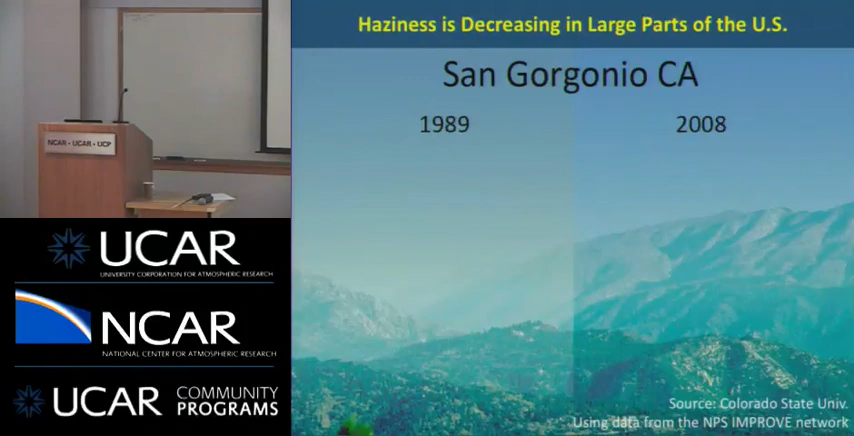 NCAR • UCAR • UCP
UCAR
UNIVERSITY CORPORATION FOR ATMOSPHERIC RESEARCH
NCAR
NATIONAL CENTER FOR ATMOSPHERIC RESEARCH
UCAR COMMUNITY
PROGRAMS
Haziness is Decreasing in Large Parts of the U.S.
San Gorgonio CA
1989 2008
Source: Colorado State Univ.
Using data from the NPS IMPROVE network